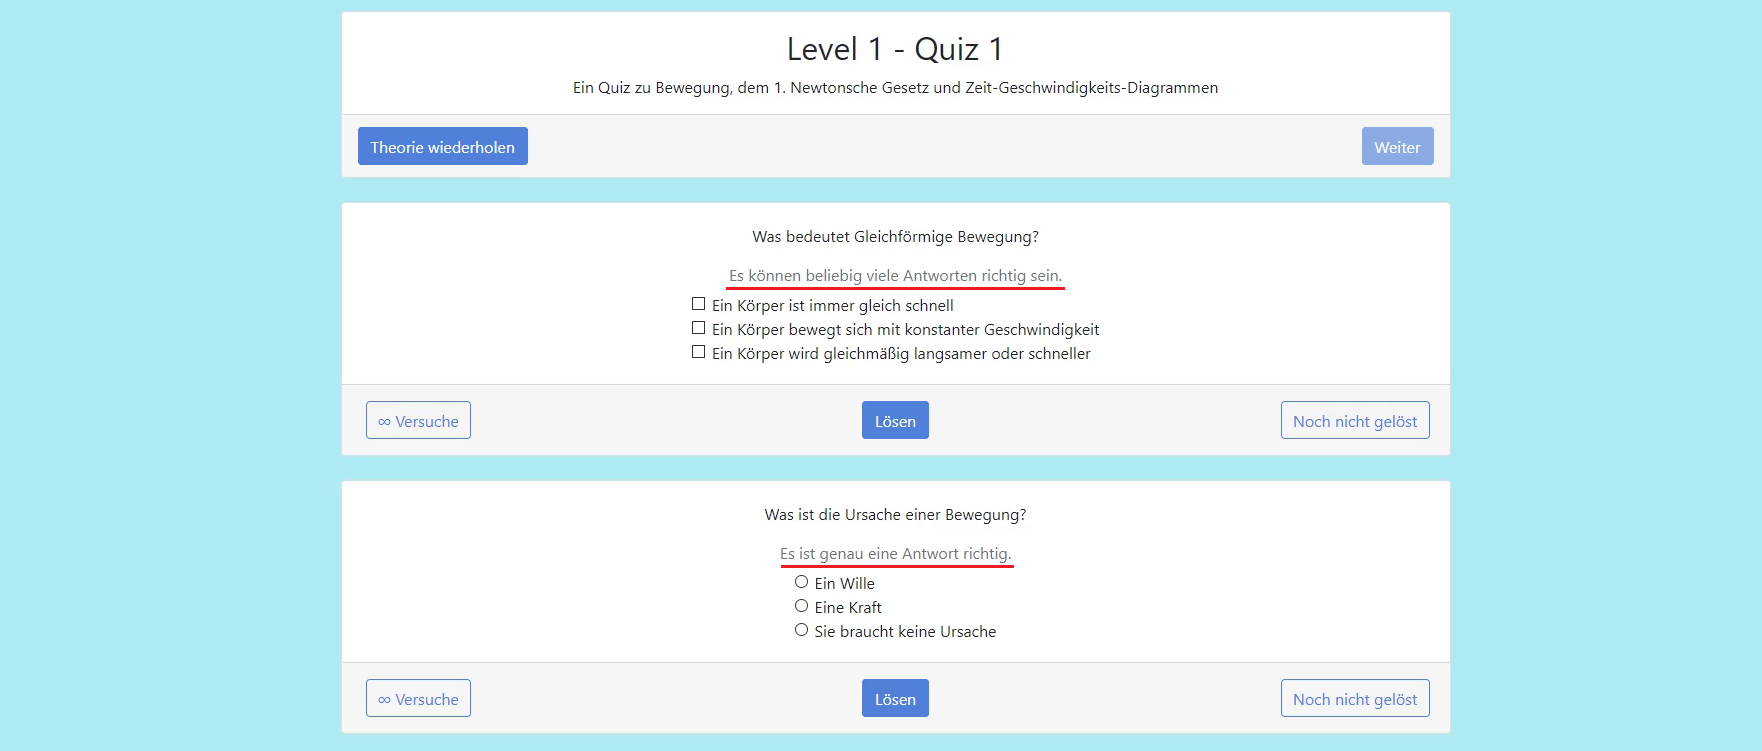 Level 1 - Quiz 1
Ein Quiz zu Bewegung, dem 1. Newtonsche Gesetz und Zeit-Geschwindigkeits-Diagrammen
Theorie wiederholen
Weiter
Was bedeutet Gleichförmige Bewegung?
Es können beliebig viele Antworten richtig sein.
Ein Körper ist immer gleich schnell
Ein Körper bewegt sich mit konstanter Geschwindigkeit
Ein Körper wird gleichmäßig langsamer oder schneller
∞ Versuche
Lösen
Noch nicht gelöst
Was ist die Ursache einer Bewegung?
Es ist genau eine Antwort richtig.
Ein Wille
Eine Kraft
Sie braucht keine Ursache
∞ Versuche
Lösen
Noch nicht gelöst